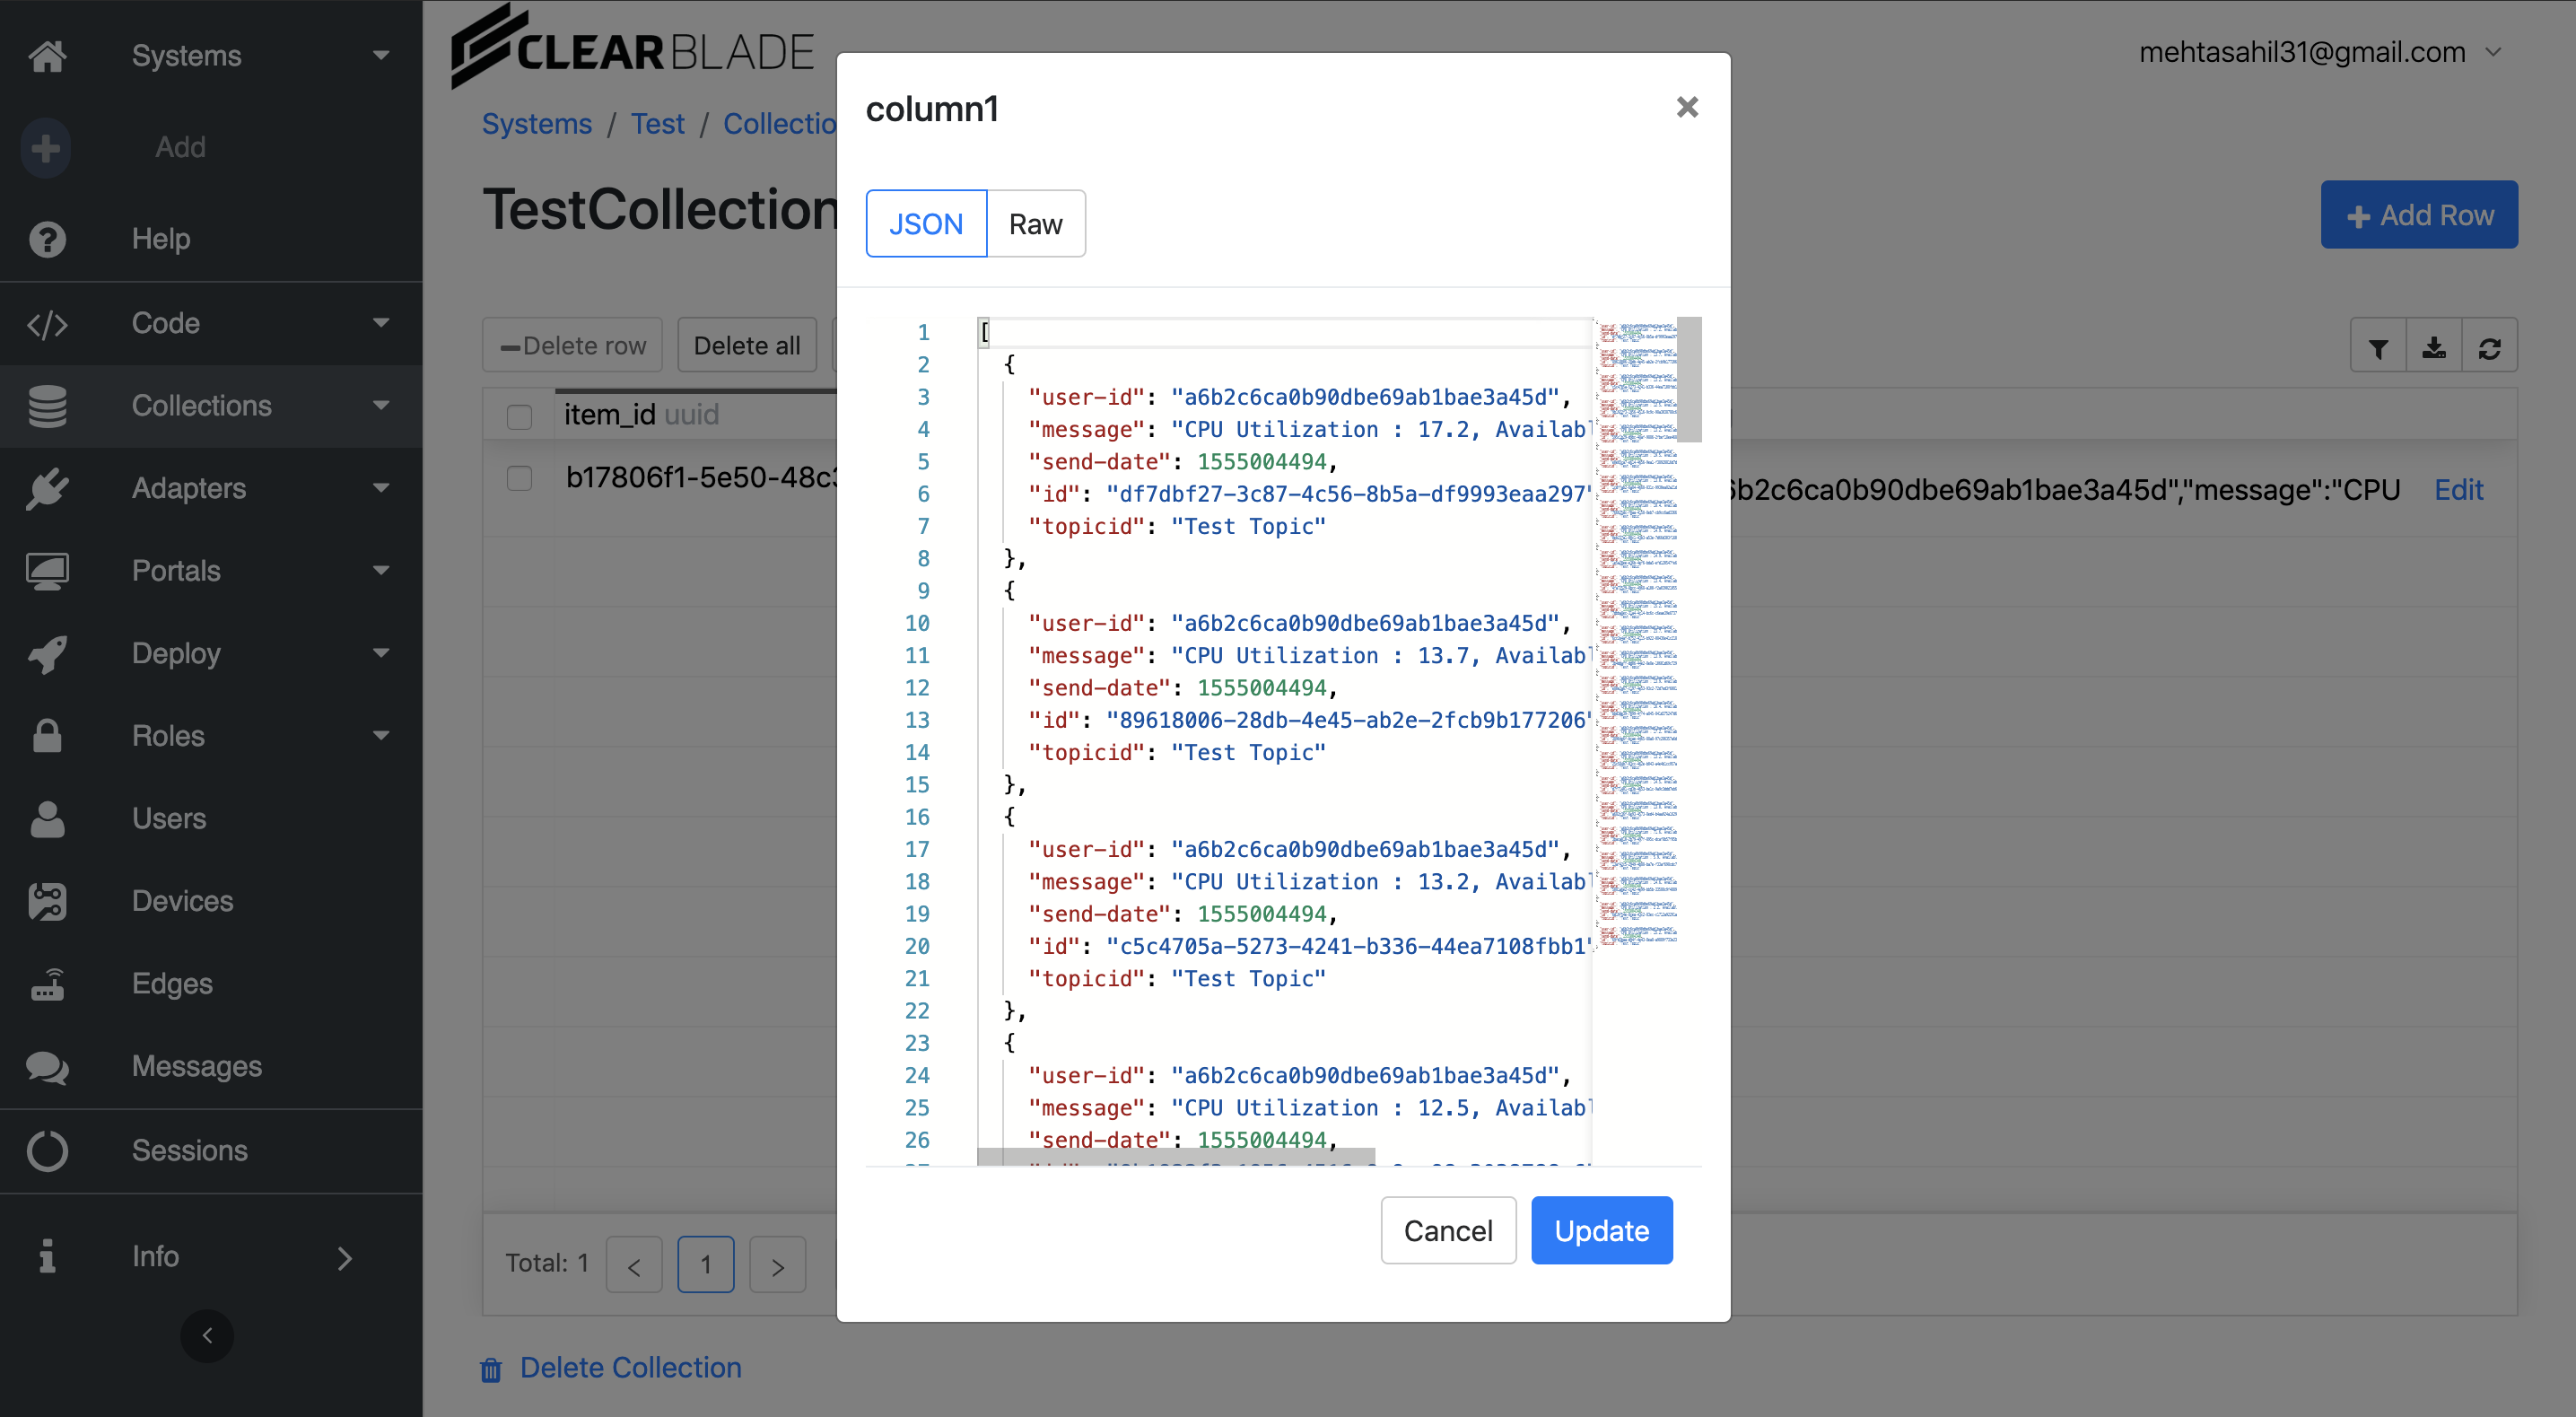 Systems
Add
Help
Code
Collections
Adapters
Portals
Deploy
Roles
Users
Devices
Edges
Messages
Sessions
Info
CLEARBLADE
mehtasahil31@gmail.com
Systems / Test / Collectio
TestCollection
Add Row
Delete row
Delete all
item_id uuid
b17806f1-5e50-48c3
6b2c6ca0b90dbe69ab1bae3a45d","message":"CPU
Edit
Total: 1 < 1 >
Delete Collection
column1
JSON Raw
1 [
2 {
3 "user-id": "a6b2c6ca0b90dbe69ab1bae3a45d",
4 "message": "CPU Utilization : 17.2, Availabl
5 "send-date": 1555004494,
6 "id": "df7dbf27-3c87-4c56-8b5a-df9993eaa297"
7 "topicid": "Test Topic"
8 },
9 {
10 "user-id": "a6b2c6ca0b90dbe69ab1bae3a45d",
11 "message": "CPU Utilization : 13.7, Availabl
12 "send-date": 1555004494,
13 "id": "89618006-28db-4e45-ab2e-2fcb9b177206"
14 "topicid": "Test Topic"
15 },
16 {
17 "user-id": "a6b2c6ca0b90dbe69ab1bae3a45d",
18 "message": "CPU Utilization : 13.2, Availabl
19 "send-date": 1555004494,
20 "id": "c5c4705a-5273-4241-b336-44ea7108fbb1"
21 "topicid": "Test Topic"
22 },
23 {
24 "user-id": "a6b2c6ca0b90dbe69ab1bae3a45d",
25 "message": "CPU Utilization : 12.5, Availabl
26 "send-date": 1555004494,
Cancel Update